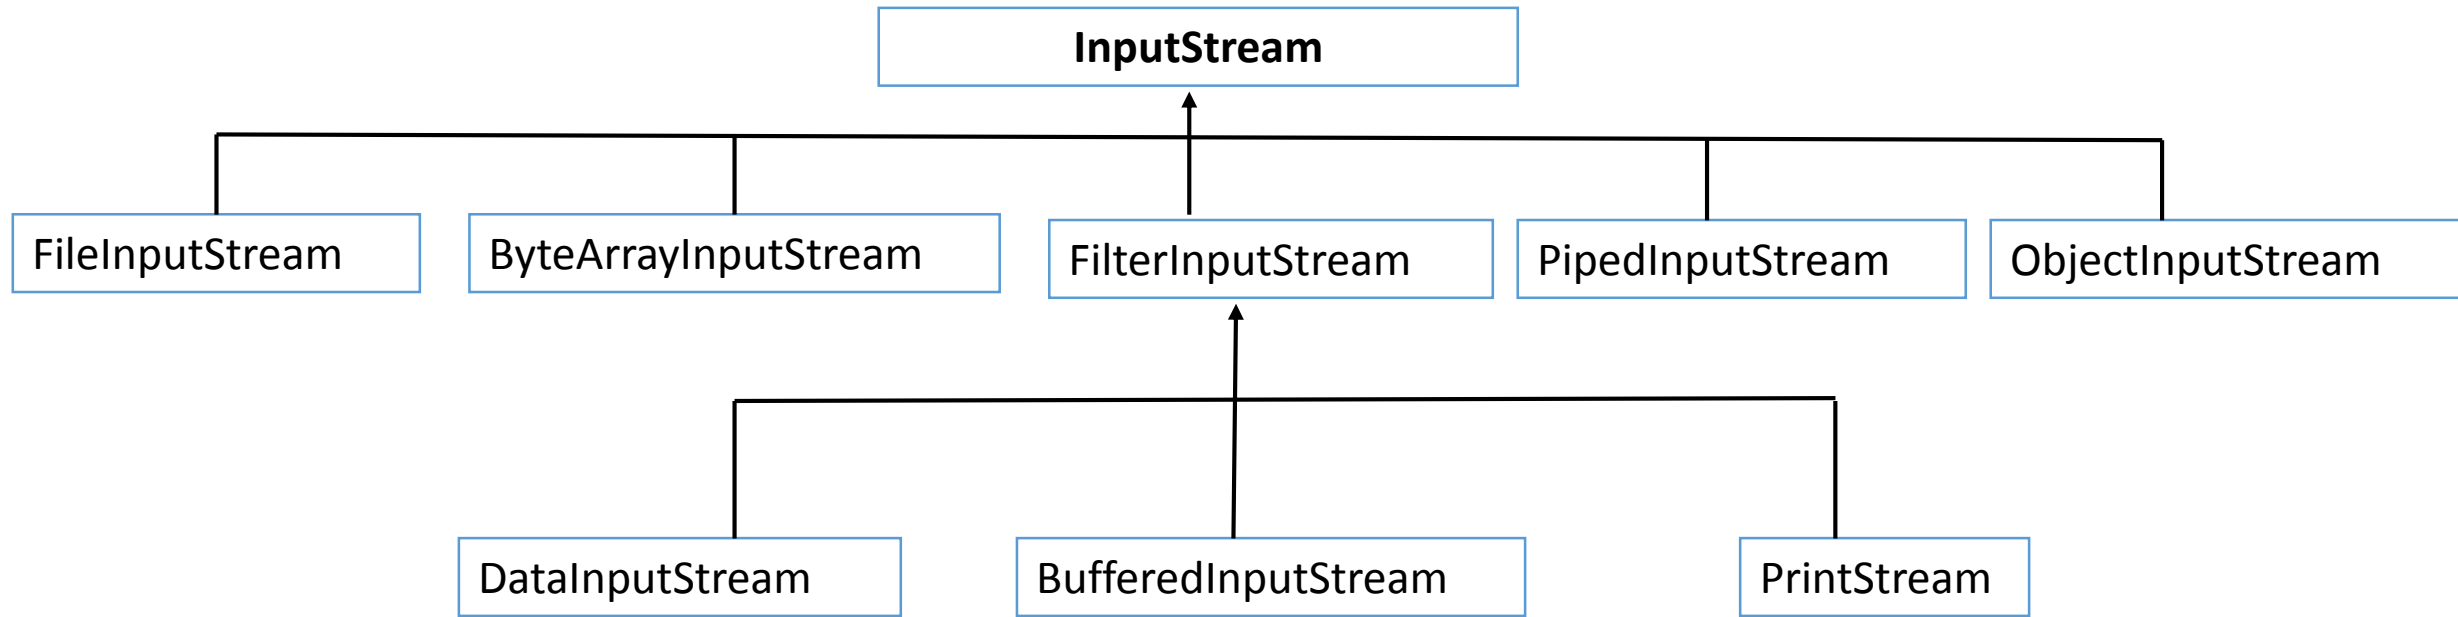 InputStream
FileInputStream
ByteArrayInputStream
FilterInputStream
PipedInputStream
ObjectInputStream
DataInputStream
BufferedInputStream
PrintStream